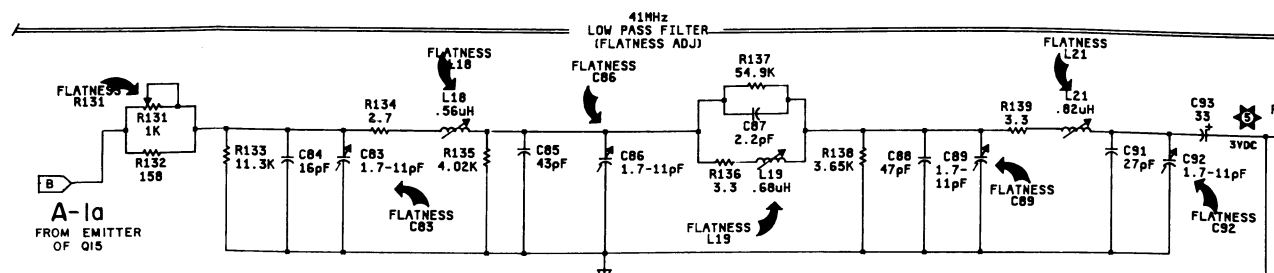 41MHz
LOW PASS FILTER
(FLATNESS ADJ)
FLATNESS
R131
R131
1K
R132
158
B
A-1a
FROM EMITTER
OF Q15
R133
11.3K
C84
16pF
C83
1.7-11pF
FLATNESS
C83
R134
2.7
FLATNESS
L18
L18
.56uH
R135
4.02K
C85
43pF
FLATNESS
C86
C86
1.7-11pF
R137
54.9K
C87
2.2pF
R136
3.3
L19
.68uH
FLATNESS
L19
R138
3.65K
C88
47pF
C89
1.7-
11pF
FLATNESS
C89
R139
3.3
FLATNESS
L21
L21
.82uH
C91
27pF
C92
1.7-11pF
FLATNESS
C92
C93
33
+
5
3VDC